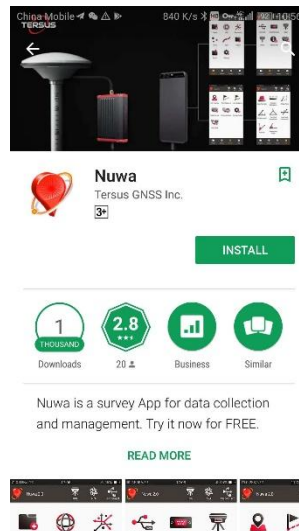 China Mobile
840 K/s
TERSUS
Nuwa
Tersus GNSS Inc.
3+
INSTALL
1
THOUSAND
2.8
Downloads
20
Business
Similar
Nuwa is a survey App for data collection
and management. Try it now for FREE.
READ MORE